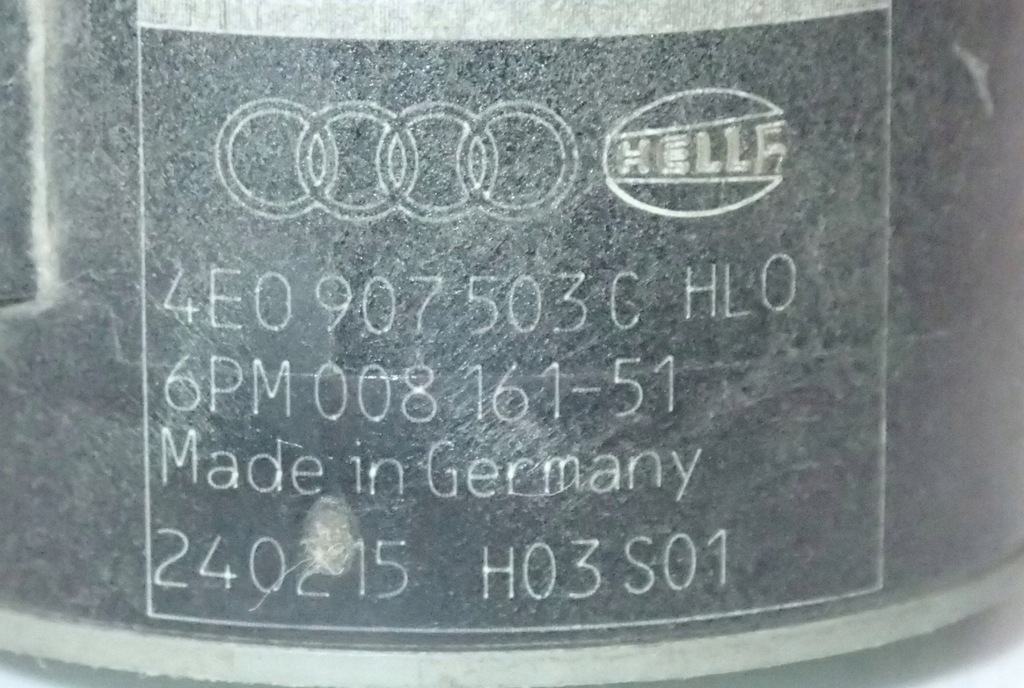 HELLA
4E0 907 503 C HLO
6PM 008 161-51
Made in Germany
240215 H03 S01